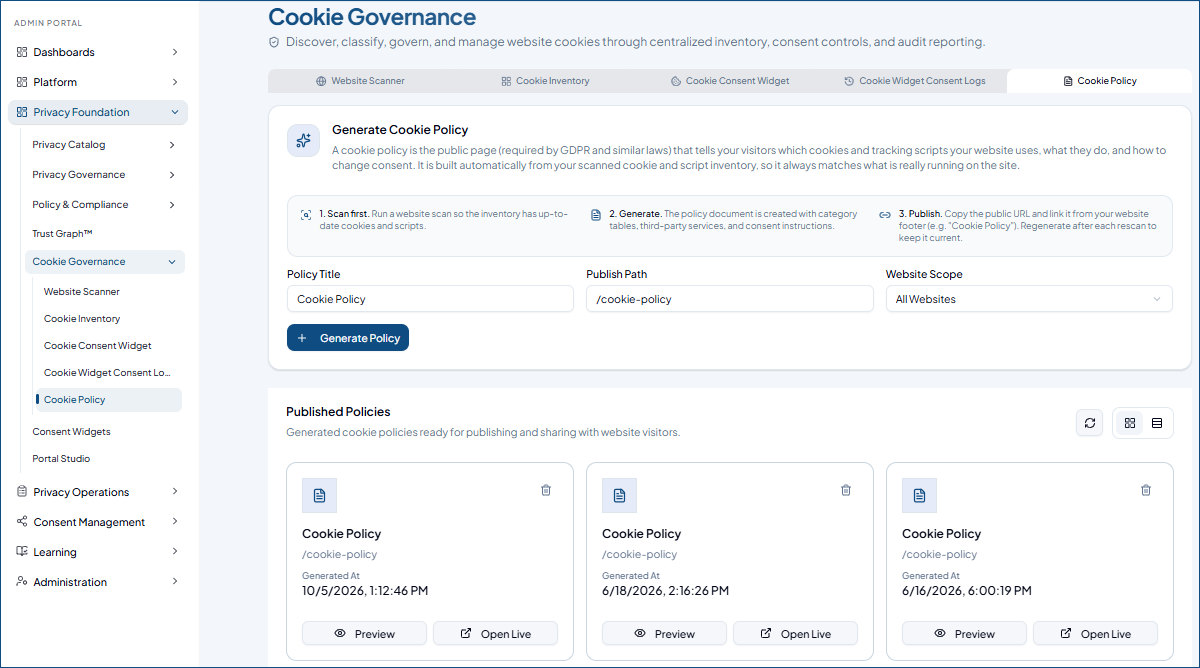 ADMIN PORTAL
Dashboards
Platform
Privacy Foundation
Privacy Catalog
Privacy Governance
Policy & Compliance
Trust Graph™
Cookie Governance
Website Scanner
Cookie Inventory
Cookie Consent Widget
Cookie Widget Consent Lo...
Cookie Policy
Consent Widgets
Portal Studio
Privacy Operations
Consent Management
Learning
Administration
Cookie Governance
Discover, classify, govern, and manage website cookies through centralized inventory, consent controls, and audit reporting.
Website Scanner
Cookie Inventory
Cookie Consent Widget
Cookie Widget Consent Logs
Cookie Policy
Generate Cookie Policy
A cookie policy is the public page (required by GDPR and similar laws) that tells your visitors which cookies and tracking scripts your website uses, what they do, and how to
change consent. It is built automatically from your scanned cookie and script inventory, so it always matches what is really running on the site.
1. Scan first. Run a website scan so the inventory has up-to-
date cookies and scripts.
2. Generate. The policy document is created with category
tables, third-party services, and consent instructions.
3. Publish. Copy the public URL and link it from your website
footer (e.g. "Cookie Policy"). Regenerate after each rescan to
keep it current.
Policy Title
Cookie Policy
Publish Path
/cookie-policy
Website Scope
All Websites
+ Generate Policy
Published Policies
Generated cookie policies ready for publishing and sharing with website visitors.
Cookie Policy
/cookie-policy
Generated At
10/5/2026, 1:12:46 PM
Preview
Open Live
Cookie Policy
/cookie-policy
Generated At
6/18/2026, 2:16:26 PM
Preview
Open Live
Cookie Policy
/cookie-policy
Generated At
6/16/2026, 6:00:19 PM
Preview
Open Live